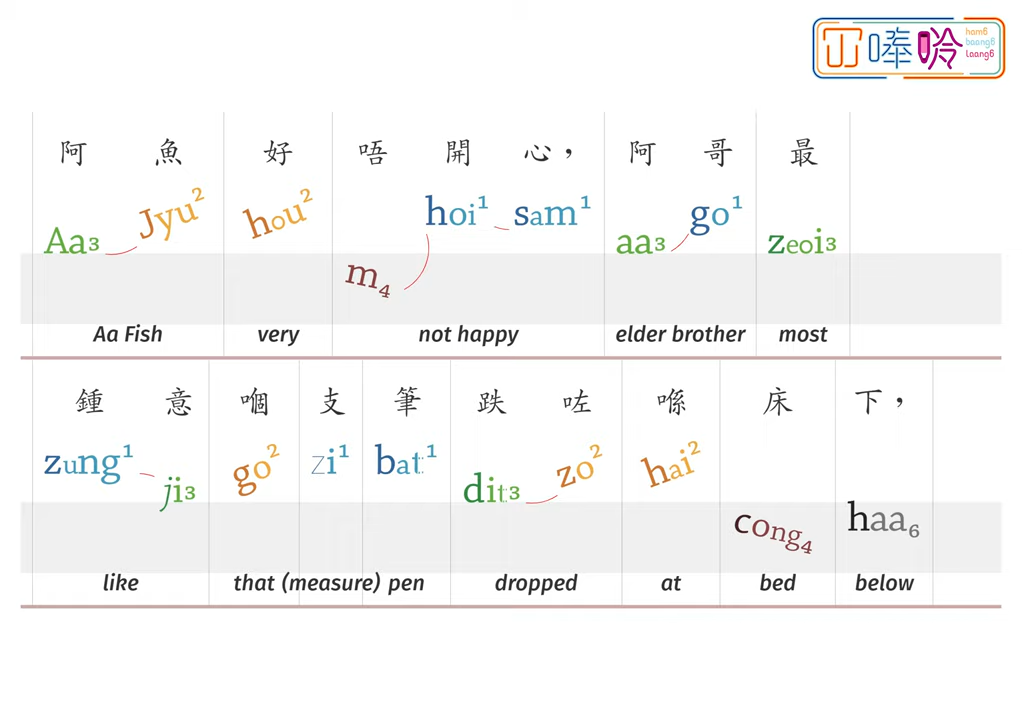 冚唪唥
ham6
baang6
laang6
阿 魚 好 唔 開 心， 阿 哥 最
Aa3 Jyu2 hou2 m4 hoi1 sam1 aa3 go1 zeoi3
Aa Fish very not happy elder brother most
鍾 意 嗰 支 筆 跌 咗 喺 床 下，
zung1 ji3 go2 zi1 bat1 dit3 zo2 hai2 cong4 haa6
like that (measure) pen dropped at bed below